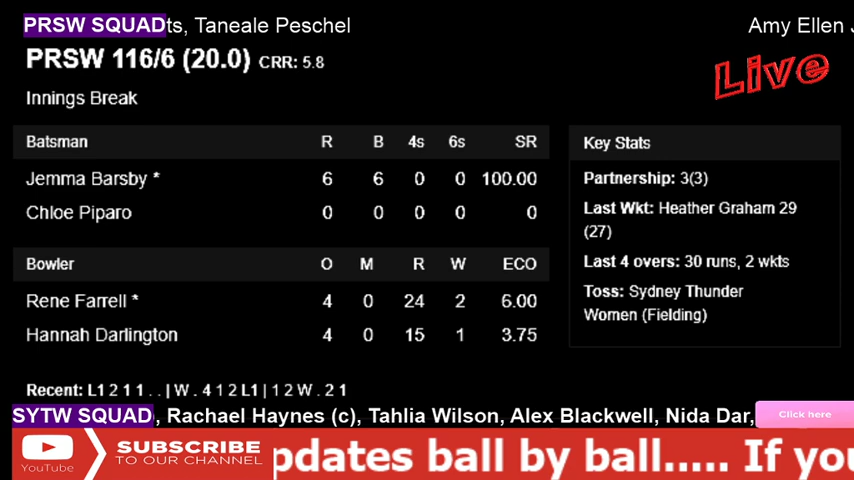 PRSW SQUADts, Taneale Peschel
Amy Ellen J
PRSW 116/6 (20.0) CRR: 5.8
Live
Innings Break
Batsman R B 4s 6s SR
Jemma Barsby * 6 6 0 0 100.00
Chloe Piparo 0 0 0 0 0
Bowler O M R W ECO
Rene Farrell * 4 0 24 2 6.00
Hannah Darlington 4 0 15 1 3.75
Key Stats
Partnership: 3(3)
Last Wkt: Heather Graham 29
(27)
Last 4 overs: 30 runs, 2 wkts
Toss: Sydney Thunder
Women (Fielding)
Recent: L1 2 1 1 . . | W . 4 1 2 L1 | 1 2 W . 2 1
SYTW SQUAD, Rachael Haynes (c), Tahlia Wilson, Alex Blackwell, Nida Dar,
Click here
YouTube
SUBSCRIBE
TO OUR CHANNEL
pdates ball by ball..... If you